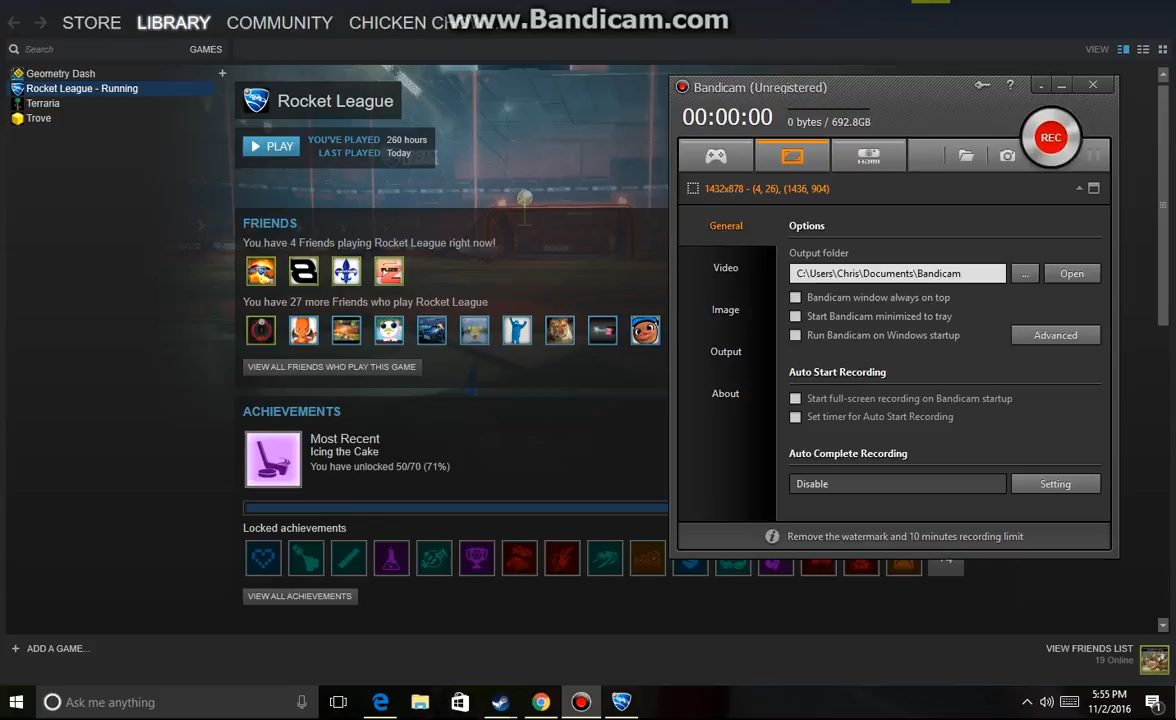 www.Bandicam.com
STORE LIBRARY COMMUNITY CHICKEN
Search GAMES VIEW
Geometry Dash
Rocket League - Running
Terraria
Trove
Rocket League
PLAY
YOU'VE PLAYED 260 hours
LAST PLAYED Today
FRIENDS
You have 4 Friends playing Rocket League right now!
You have 27 more Friends who play Rocket League
VIEW ALL FRIENDS WHO PLAY THIS GAME
ACHIEVEMENTS
Most Recent
Icing the Cake
You have unlocked 50/70 (71%)
Locked achievements
VIEW ALL ACHIEVEMENTS
Bandicam (Unregistered)
00:00:00 0 bytes / 692.8GB
REC
HDMI
1432x878 - (4, 26), (1436, 904)
General
Video
Image
Output
About
Options
Output folder
C:\Users\Chris\Documents\Bandicam ... Open
Bandicam window always on top
Start Bandicam minimized to tray
Run Bandicam on Windows startup Advanced
Auto Start Recording
Start full-screen recording on Bandicam startup
Set timer for Auto Start Recording
Auto Complete Recording
Disable Setting
Remove the watermark and 10 minutes recording limit
+ ADD A GAME...
VIEW FRIENDS LIST
19 Online
Ask me anything
5:55 PM
11/2/2016